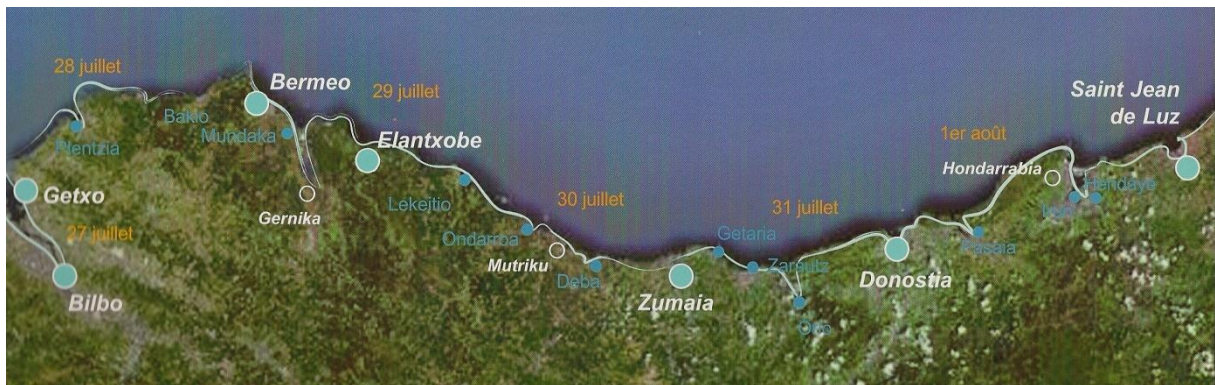 28 juillet
Bermeo
29 juillet
Bakio
Mundaka
Plentzia
Elantxobe
Getxo
Gernika
27 juillet
Bilbo
Lekeitio
30 juillet
Ondarroa
Mutriku
Deba
Zumaia
31 juillet
Getaria
Zarautz
Orio
Donostia
Pasaia
1er août
Hondarrabia
Irun
Hendaye
Saint Jean
de Luz